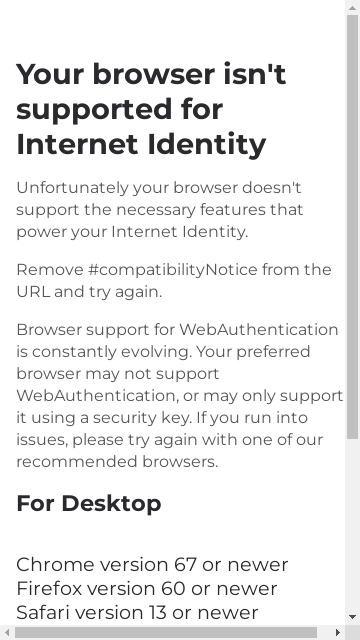 Your browser isn't
supported for
Internet Identity
Unfortunately your browser doesn't
support the necessary features that
power your Internet Identity.
Remove #compatibilityNotice from the
URL and try again.
Browser support for WebAuthentication
is constantly evolving. Your preferred
browser may not support
WebAuthentication, or may only support
it using a security key. If you run into
issues, please try again with one of our
recommended browsers.
For Desktop
Chrome version 67 or newer
Firefox version 60 or newer
Safari version 13 or newer